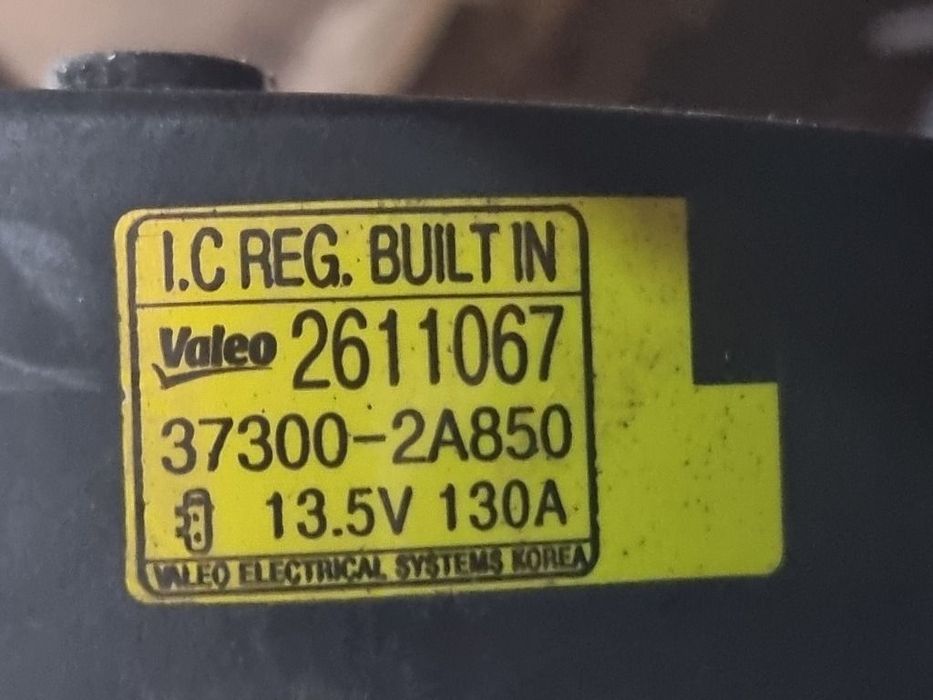 I.C REG. BUILT IN
Valeo 2611067
37300-2A850
13.5V 130A
VALEO ELECTRICAL SYSTEMS KOREA